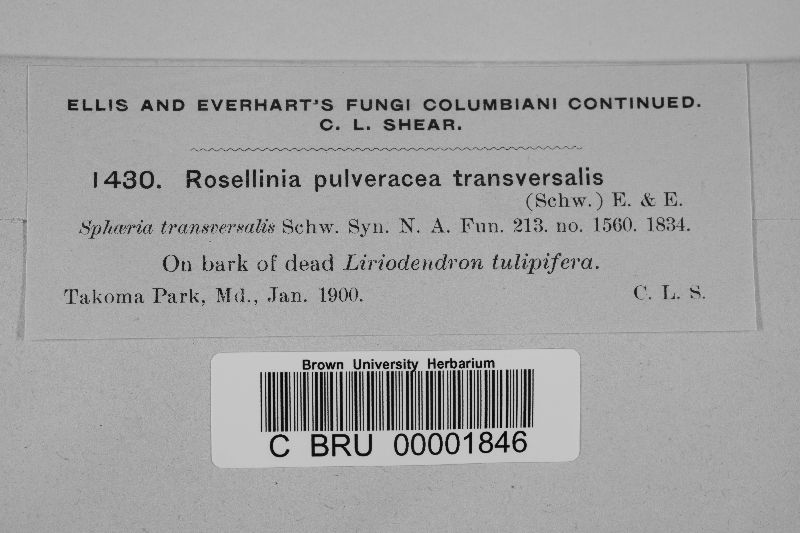 ELLIS AND EVERHART'S FUNGI COLUMBIANI CONTINUED.
C. L. SHEAR.
1430. Rosellinia pulveracea transversalis
(Schw.) E. & E.
Sphæria transversalis Schw. Syn. N. A. Fun. 213. no. 1560. 1834.
On bark of dead Liriodendron tulipifera.
Takoma Park, Md., Jan. 1900. C. L. S.
Brown University Herbarium
C BRU 00001846